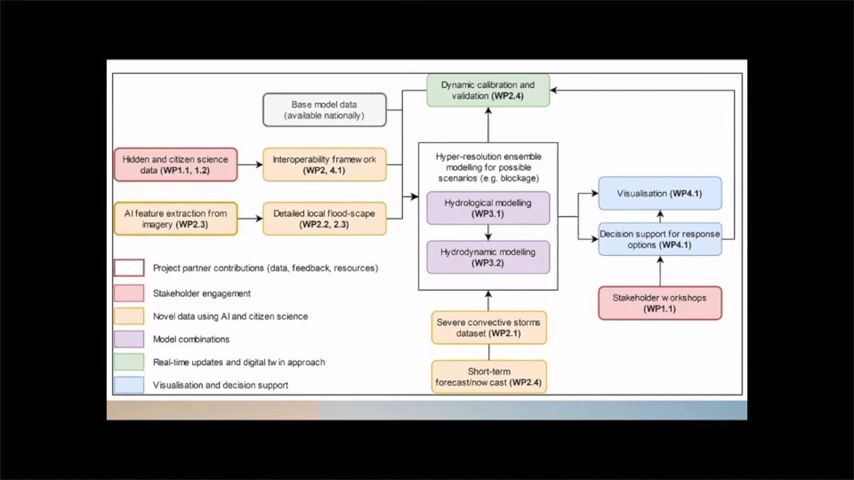 Dynamic calibration and
validation (WP2.4)
Base model data
(available nationally)
Hidden and citizen science
data (WP1.1, 1.2)
Interoperability framework
(WP2, 4.1)
Hyper-resolution ensemble
modelling for possible
scenarios (e.g. blockage)
AI feature extraction from
imagery (WP2.3)
Detailed local flood-scape
(WP2.2, 2.3)
Hydrological modelling
(WP3.1)
Hydrodynamic modelling
(WP3.2)
Visualisation (WP4.1)
Decision support for response
options (WP4.1)
Stakeholder workshops
(WP1.1)
Severe convective storms
dataset (WP2.1)
Short-term
forecast/nowcast (WP2.4)
Project partner contributions (data, feedback, resources)
Stakeholder engagement
Novel data using AI and citizen science
Model combinations
Real-time updates and digital twin approach
Visualisation and decision support